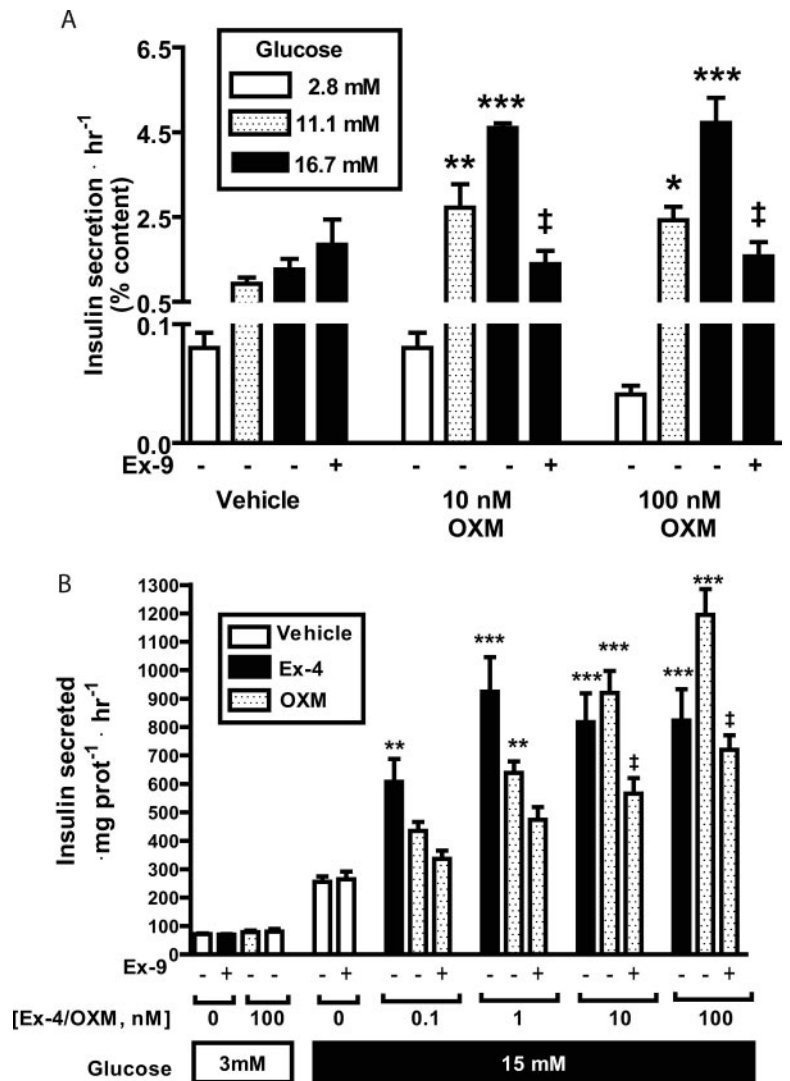 A
Glucose
2.8 mM
11.1 mM
16.7 mM
Insulin secretion · hr⁻¹
(% content)
6.5
4.5
2.5
0.5
0.1
0.0
*** ***
** *
‡ ‡
Ex-9 - - - + - - - + - - - +
Vehicle 10 nM OXM 100 nM OXM
B
Vehicle
Ex-4
OXM
Insulin secreted
·mg prot⁻¹ · hr⁻¹
1300
1200
1100
1000
900
800
700
600
500
400
300
200
100
0
** *** ** *** *** ‡ *** *** ‡
Ex-9 - + - - - + - - + - - + - - + - - +
[Ex-4/OXM, nM] 0 100 0 0.1 1 10 100
Glucose 3mM 15 mM